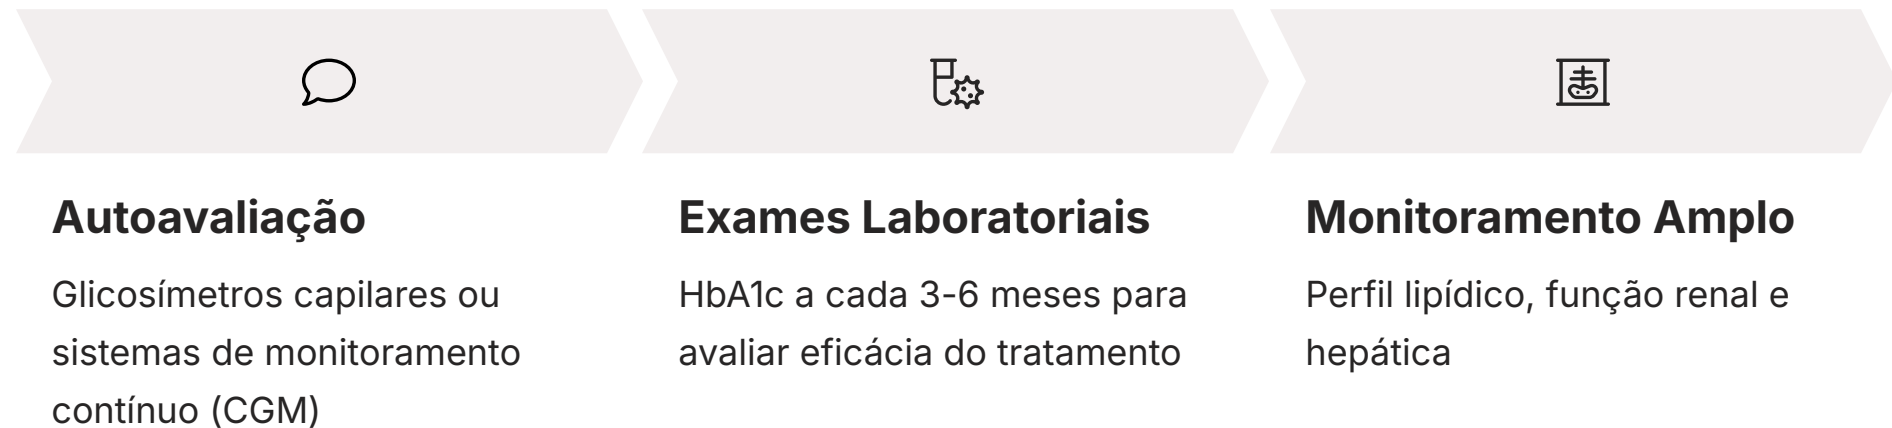 Autoavaliação
Glicosímetros capilares ou
sistemas de monitoramento
contínuo (CGM)
Exames Laboratoriais
HbA1c a cada 3-6 meses para
avaliar eficácia do tratamento
Monitoramento Amplo
Perfil lipídico, função renal e
hepática